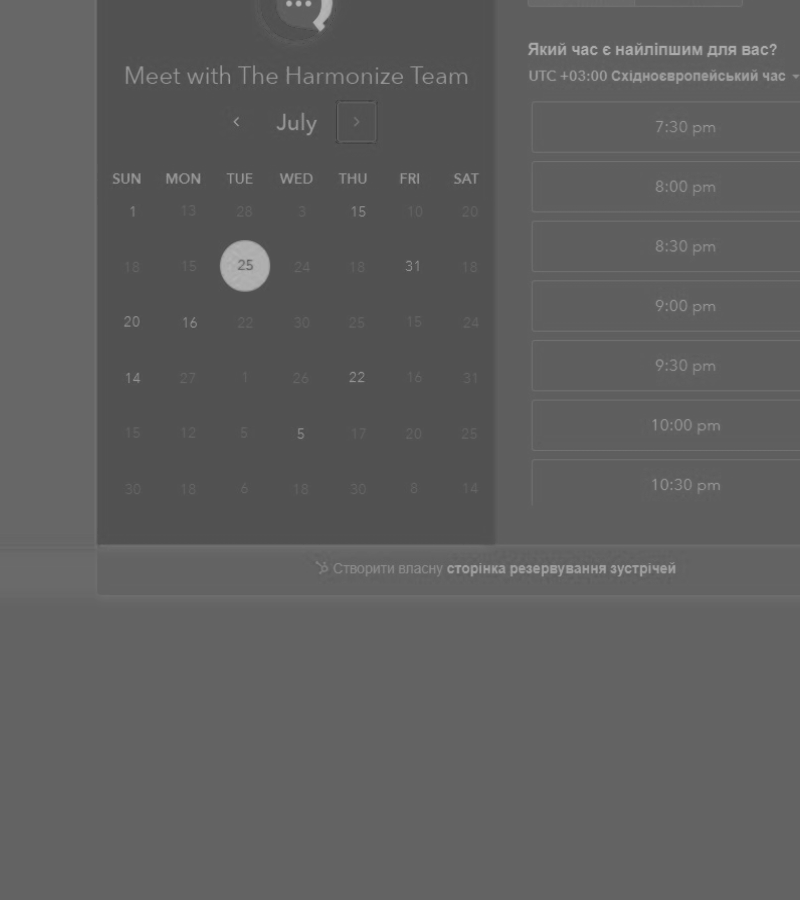 Meet with The Harmonize Team
July
SUN MON TUE WED THU FRI SAT
1 13 28 3 15 10 20
18 15 25 24 18 31 18
20 16 22 30 25 15 24
14 27 1 26 22 16 31
15 12 5 5 17 20 25
30 18 6 18 30 8 14
Який час є найліпшим для вас?
UTC +03:00 Східноєвропейський час
7:30 pm
8:00 pm
8:30 pm
9:00 pm
9:30 pm
10:00 pm
10:30 pm
Створити власну сторінка резервування зустрічей